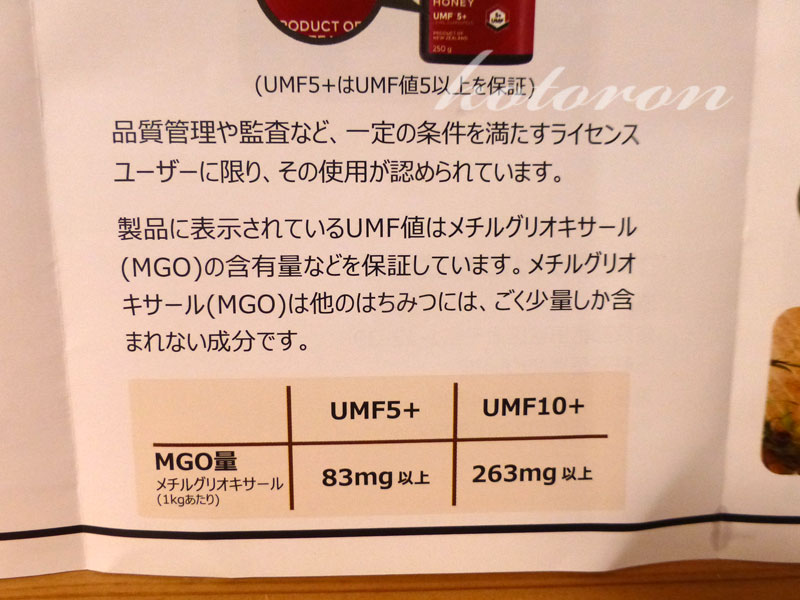 PRODUCT OF
HONEY
UMF 5+
PRODUCT OF
NEW ZEALAND
250 g
5+
UMF
(UMF5+はUMF値5以上を保証)
kotoron
品質管理や監査など、一定の条件を満たすライセンス
ユーザーに限り、その使用が認められています。
製品に表示されているUMF値はメチルグリオキサール
(MGO)の含有量などを保証しています。メチルグリオ
キサール(MGO)は他のはちみつには、ごく少量しか含
まれない成分です。
UMF5+ UMF10+
MGO量
メチルグリオキサール
(1kgあたり)
83mg 以上 263mg 以上